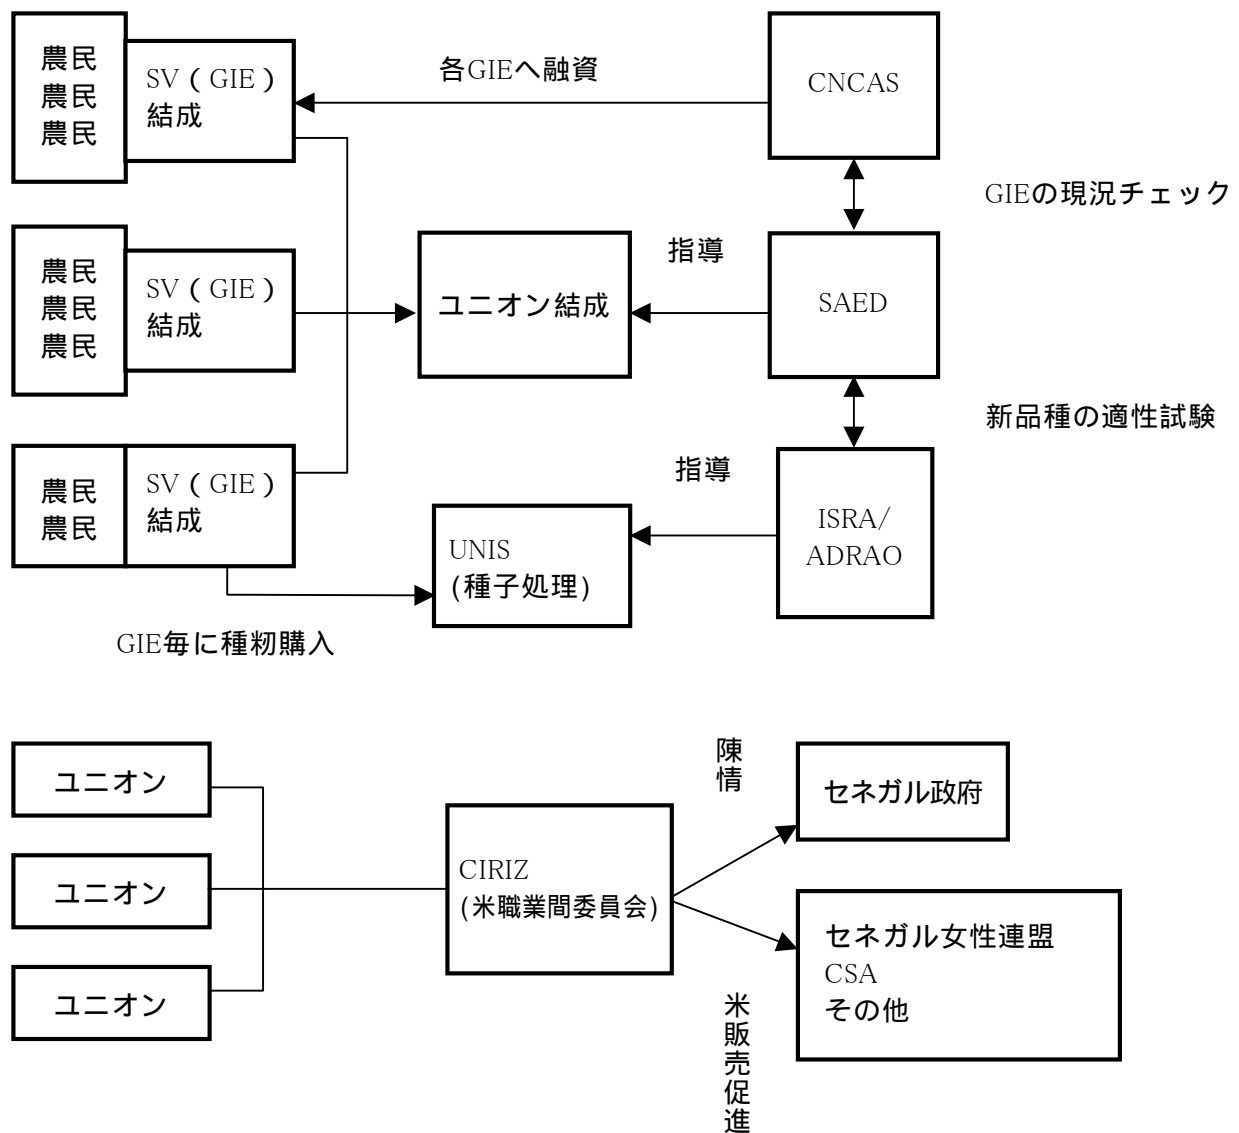 農民
農民
農民
SV（GIE）
結成
各GIEへ融資
CNCAS
GIEの現況チェック
農民
農民
農民
SV（GIE）
結成
ユニオン結成
指導
SAED
新品種の適性試験
農民
農民
SV（GIE）
結成
指導
UNIS
(種子処理)
ISRA/
ADRAO
GIE毎に種籾購入
ユニオン
ユニオン
ユニオン
CIRIZ
(米職業間委員会)
陳情
セネガル政府
セネガル女性連盟
CSA
その他
米販売促進